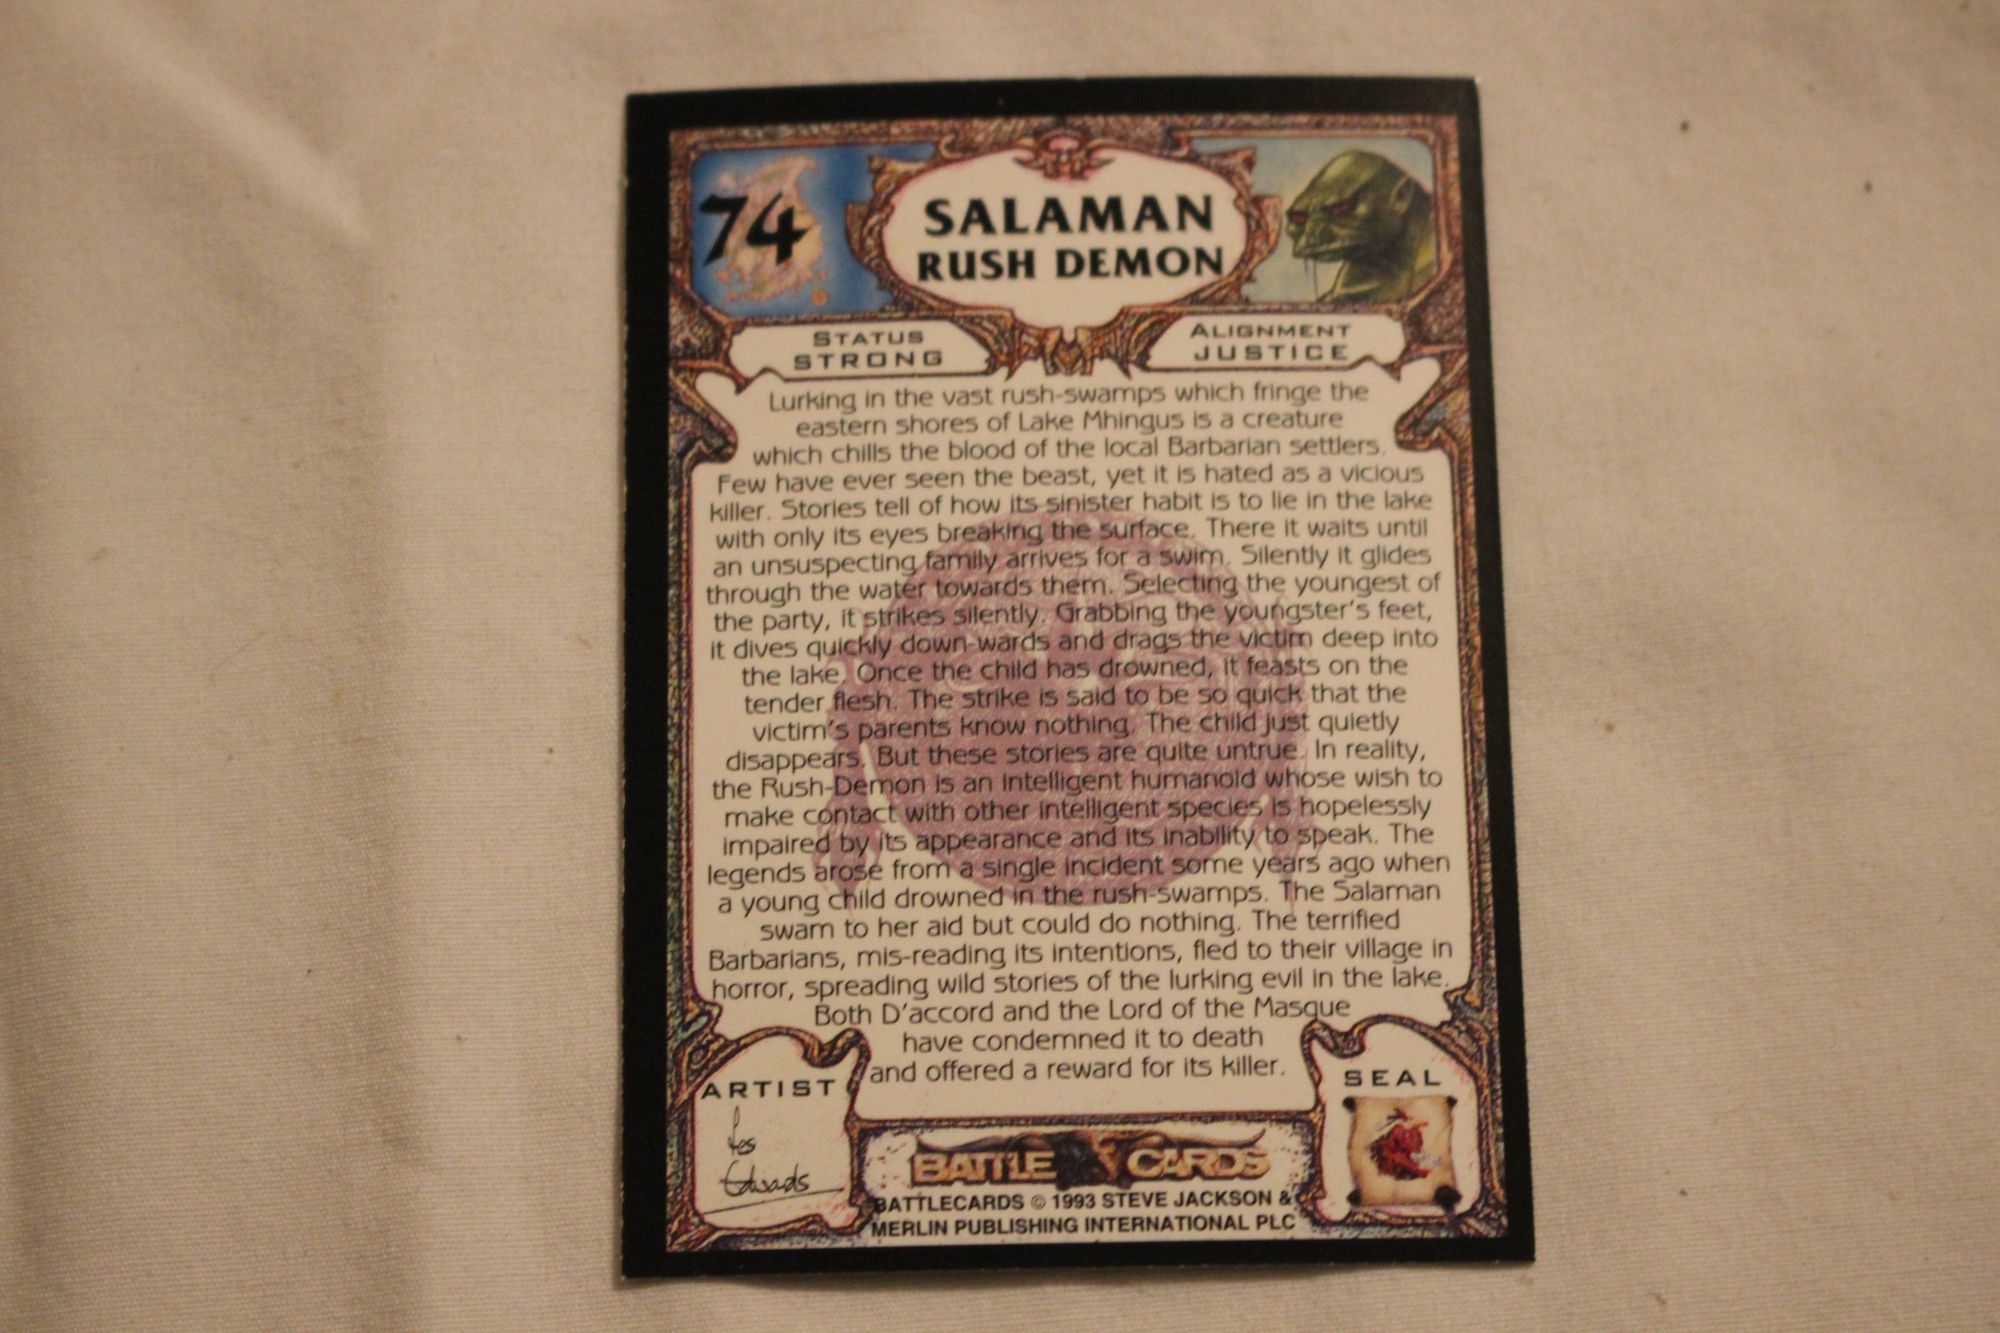 74
SALAMAN
RUSH DEMON
STATUS
STRONG
ALIGNMENT
JUSTICE
Lurking in the vast rush-swamps which fringe the
eastern shores of Lake Mhingus is a creature
which chills the blood of the local Barbarian settlers.
Few have ever seen the beast, yet it is hated as a vicious
killer. Stories tell of how its sinister habit is to lie in the lake
with only its eyes breaking the surface. There it waits until
an unsuspecting family arrives for a swim. Silently it glides
through the water towards them. Selecting the youngest of
the party, it strikes silently. Grabbing the youngster's feet,
it dives quickly down-wards and drags the victim deep into
the lake. Once the child has drowned, it feasts on the
tender flesh. The strike is said to be so quick that the
victim's parents know nothing. The child just quietly
disappears. But these stories are quite untrue. In reality,
the Rush-Demon is an intelligent humanoid whose wish to
make contact with other intelligent species is hopelessly
impaired by its appearance and its inability to speak. The
legends arose from a single incident some years ago when
a young child drowned in the rush-swamps. The Salaman
swam to her aid but could do nothing. The terrified
Barbarians, mis-reading its intentions, fled to their village in
horror, spreading wild stories of the lurking evil in the lake.
Both D'accord and the Lord of the Masque
have condemned it to death
and offered a reward for its killer.
ARTIST
Les
Edwards
SEAL
BATTLE CARDS
BATTLECARDS © 1993 STEVE JACKSON &
MERLIN PUBLISHING INTERNATIONAL PLC